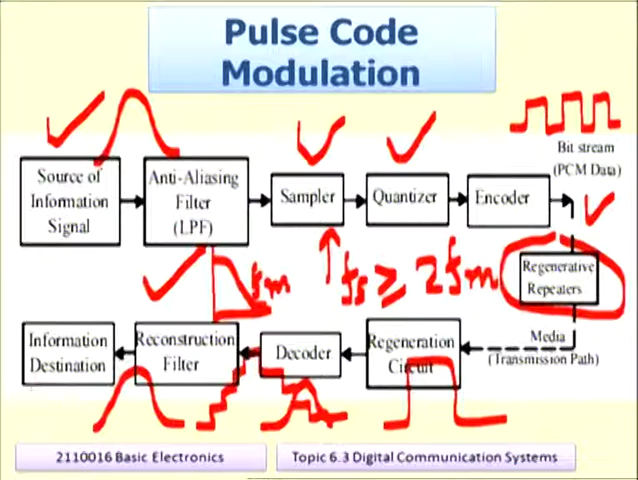 Pulse Code
Modulation
Bit stream
(PCM Data)
Source of
Information
Signal
Anti-Aliasing
Filter
(LPF)
Sampler
Quantizer
Encoder
fm
fs ≥ 2fm
Regenerative
Repeaters
Information
Destination
Reconstruction
Filter
Decoder
Regeneration
Circuit
Media
(Transmission Path)
2110016 Basic Electronics
Topic 6.3 Digital Communication Systems